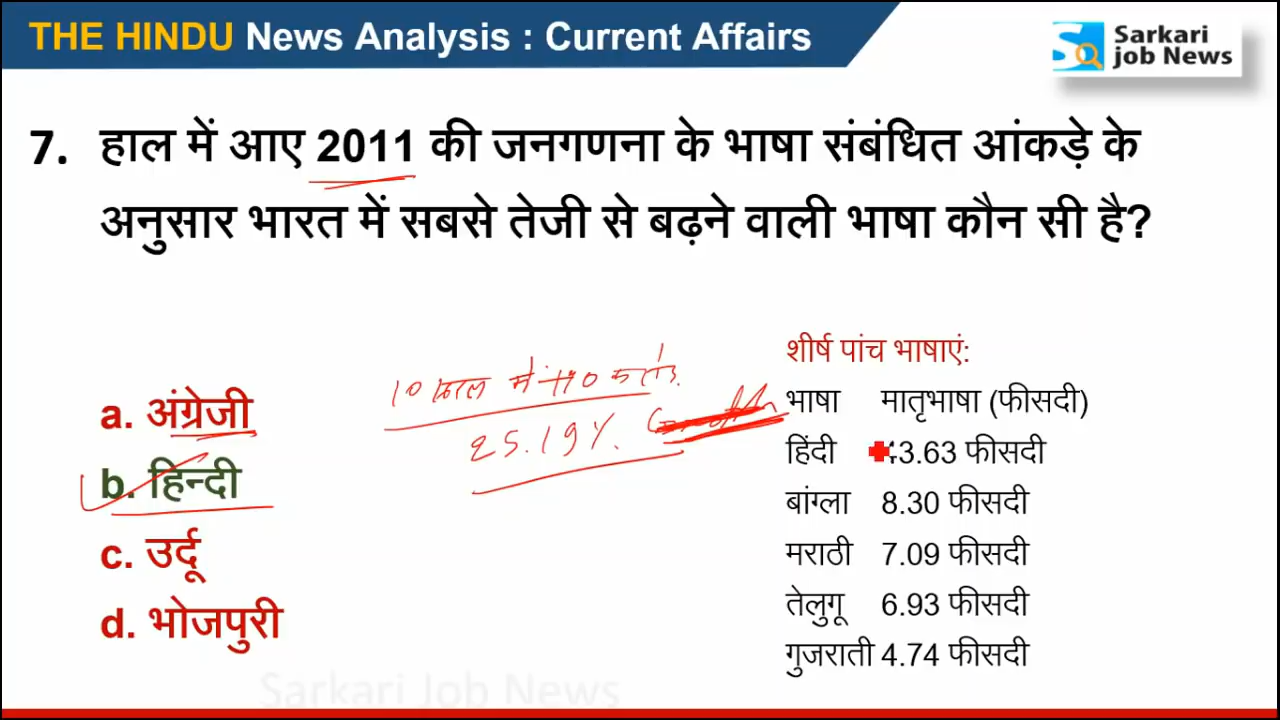 THE HINDU News Analysis : Current Affairs
Sarkari
Job News
7. हाल में आए 2011 की जनगणना के भाषा संबंधित आंकड़े के
अनुसार भारत में सबसे तेजी से बढ़ने वाली भाषा कौन सी है?
a. अंग्रेजी
b. हिन्दी
c. उर्दू
d. भोजपुरी
10 साल में
25.19%.
शीर्ष पांच भाषाएं:
भाषा मातृभाषा (फीसदी)
हिंदी 43.63 फीसदी
बांग्ला 8.30 फीसदी
मराठी 7.09 फीसदी
तेलुगू 6.93 फीसदी
गुजराती 4.74 फीसदी
Sarkari Job News